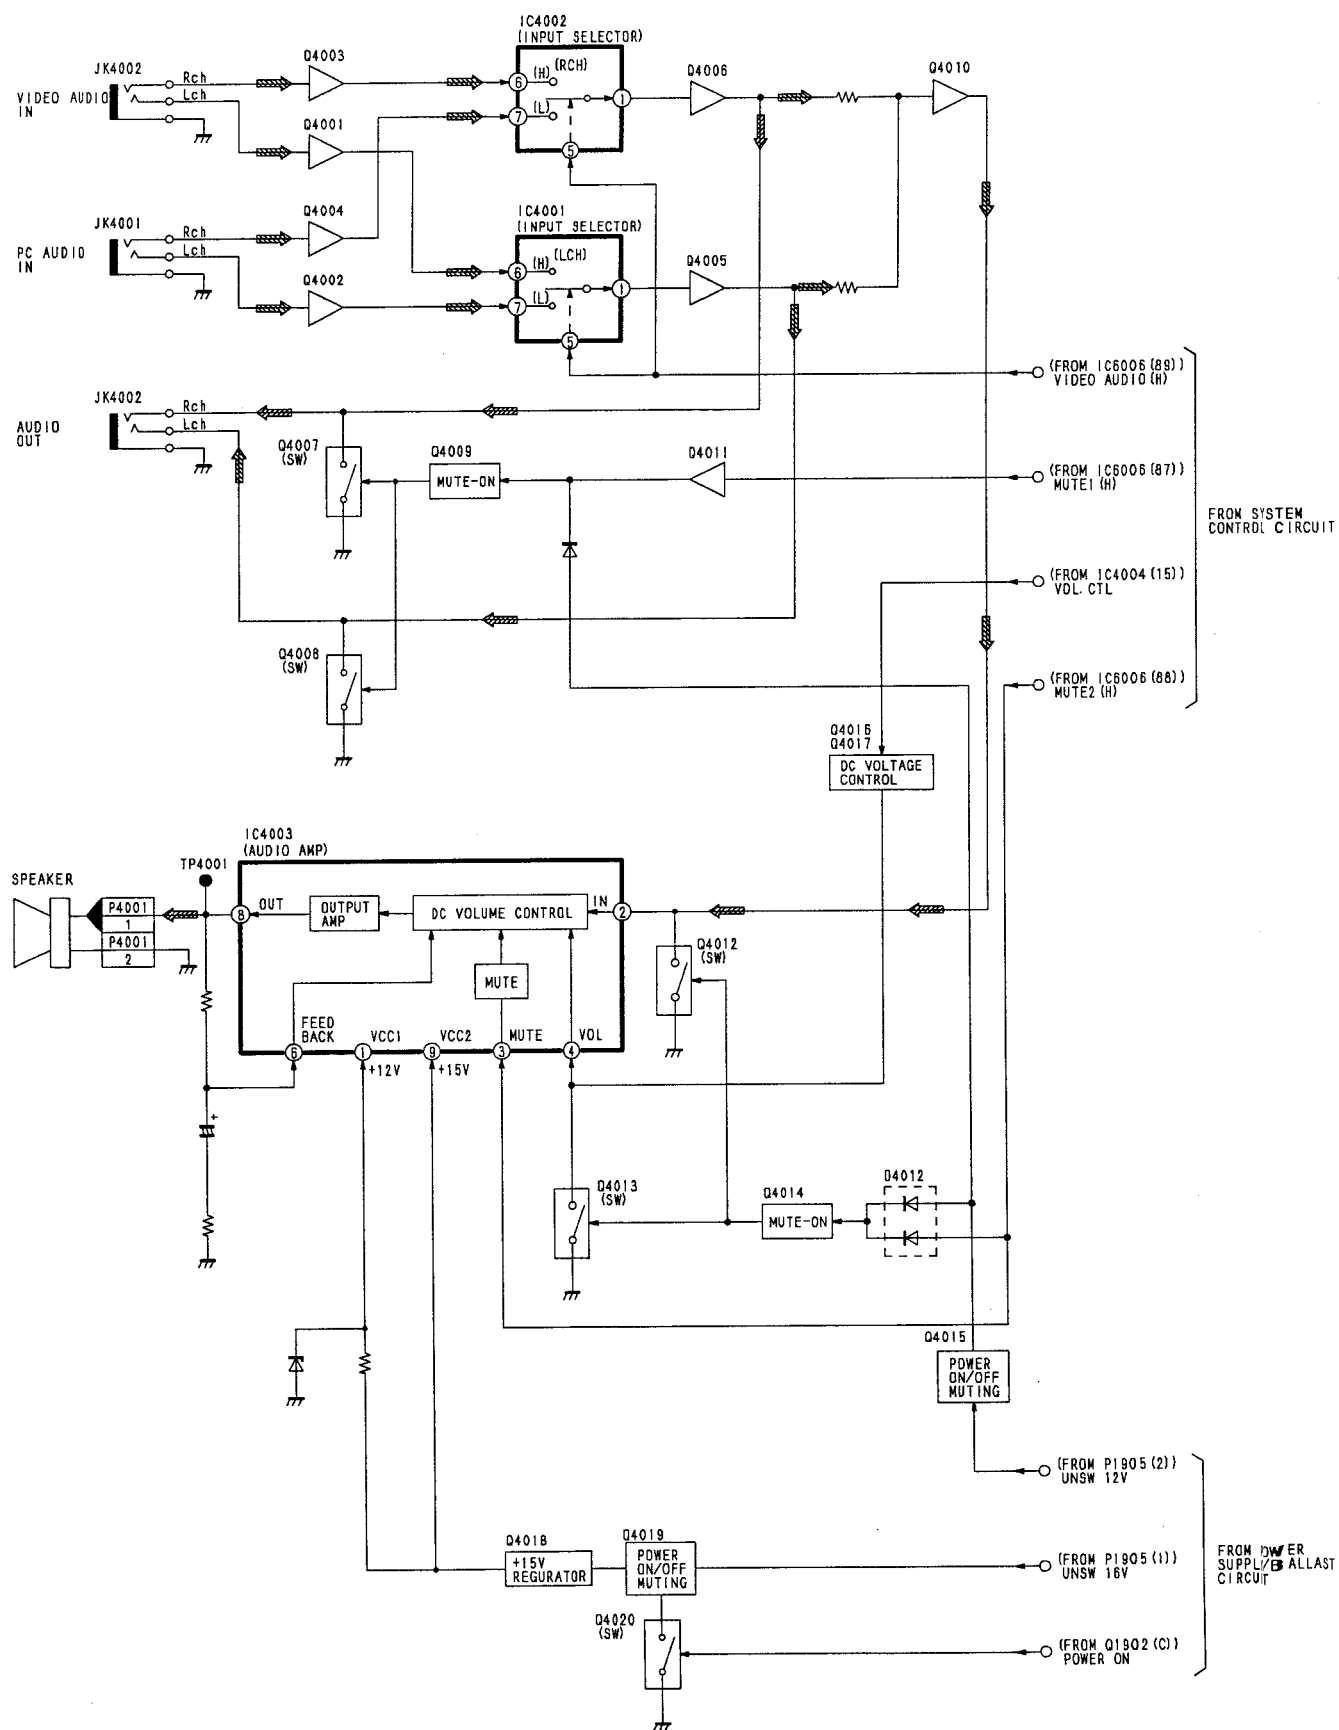 IC4002
(INPUT SELECTOR)
Q4003
JK4002
Rch
(H)
(RCH)
6
Q4006
Q4010
VIDEO AUDIO
IN
Lch
1
(L)
7
Q4001
5
Q4004
IC4001
(INPUT SELECTOR)
JK4001
Rch
PC AUDIO
IN
Lch
(H)
(LCH)
6
Q4005
Q4002
1
(L)
7
5
(FROM IC6006(89))
VIDEO AUDIO(H)
JK4002
Rch
AUDIO
OUT
Lch
Q4007
(SW)
Q4009
MUTE-ON
Q4011
(FROM IC6006(87))
MUTE1(H)
FROM SYSTEM
CONTROL CIRCUIT
(FROM IC4004(15))
VOL.CTL
Q4008
(SW)
(FROM IC6006(88))
MUTE2(H)
Q4016
Q4017
DC VOLTAGE
CONTROL
IC4003
(AUDIO AMP)
TP4001
SPEAKER
P4001
1
P4001
2
8
OUT
OUTPUT
AMP
DC VOLUME CONTROL
IN
2
Q4012
(SW)
MUTE
FEED
BACK
VCC1
VCC2
MUTE
VOL
6
1
9
3
4
+12V
+15V
+
Q4013
(SW)
Q4014
MUTE-ON
D4012
Q4015
POWER
ON/OFF
MUTING
(FROM P1905(2))
UNSW 12V
Q4018
+15V
REGURATOR
Q4019
POWER
ON/OFF
MUTING
(FROM P1905(1))
UNSW 16V
FROM POWER
SUPPLY/BALLAST
CIRCUIT
Q4020
(SW)
(FROM Q1902(C))
POWER ON